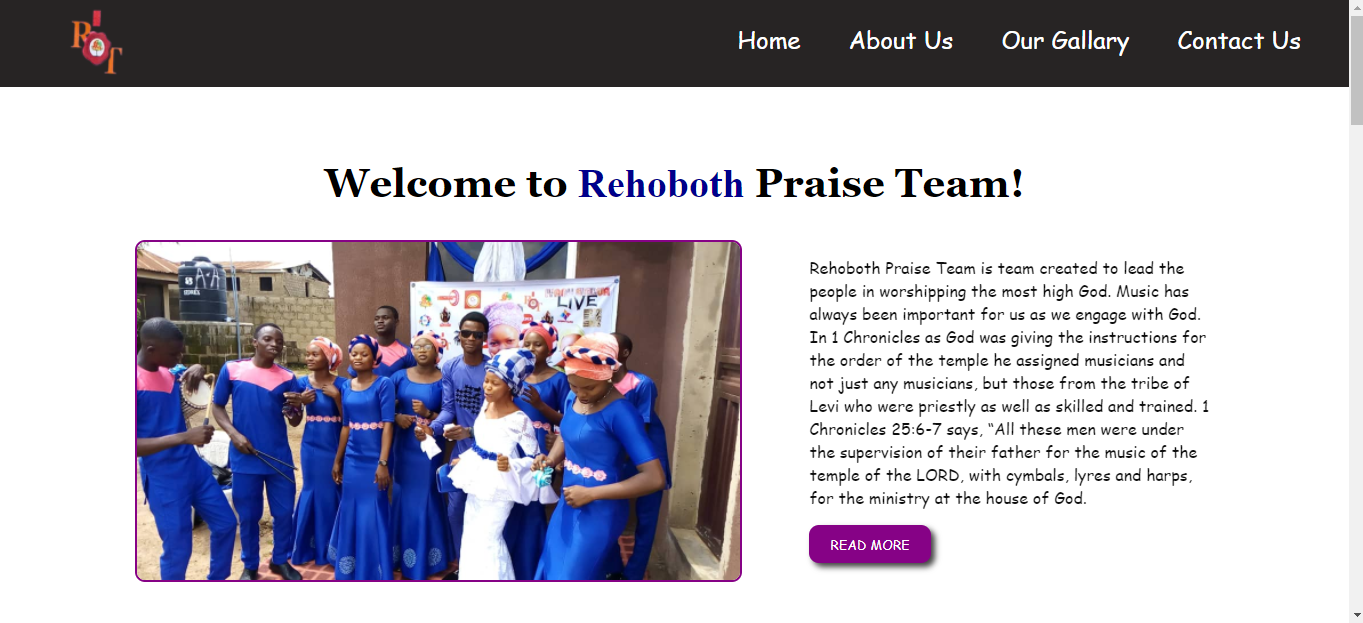 R T
Home About Us Our Gallary Contact Us
Welcome to Rehoboth Praise Team!
A-A
LIVE
Rehoboth Praise Team is team created to lead the
people in worshipping the most high God. Music has
always been important for us as we engage with God.
In 1 Chronicles as God was giving the instructions for
the order of the temple he assigned musicians and
not just any musicians, but those from the tribe of
Levi who were priestly as well as skilled and trained. 1
Chronicles 25:6-7 says, “All these men were under
the supervision of their father for the music of the
temple of the LORD, with cymbals, lyres and harps,
for the ministry at the house of God.
READ MORE